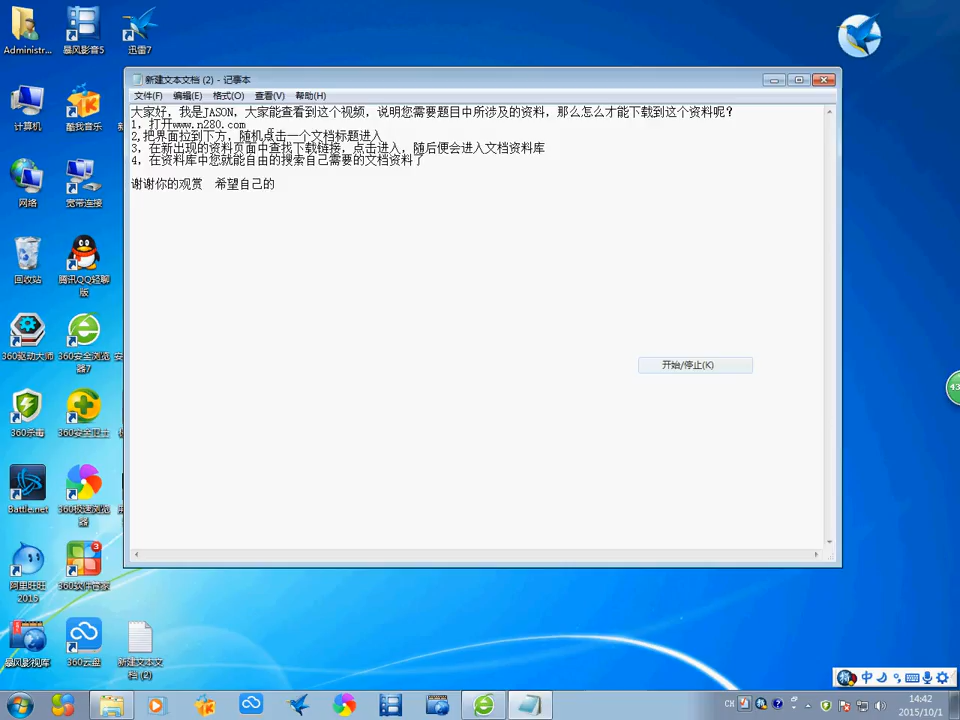 Administr...
暴风影音5
迅雷7
计算机
酷我音乐
网络
宽带连接
回收站
腾讯QQ轻聊版
360驱动大师
360安全浏览器7
360杀毒
360安全卫士
Battle.net
360极速浏览器
阿里旺旺2015
360软件管家
暴风影视库
360云盘
新建文本文档 (2)
新建文本文档 (2) - 记事本
文件(F) 编辑(E) 格式(O) 查看(V) 帮助(H)
大家好，我是JASON，大家能查看到这个视频，说明您需要题目中所涉及的资料，那么怎么才能下载到这个资料呢？
1，打开www.n280.com
2,把界面拉到下方，随机点击一个文档标题进入
3，在新出现的资料页面中查找下载链接，点击进入，随后便会进入文档资料库
4，在资料库中您就能自由的搜索自己需要的文档资料了
谢谢你的观赏 希望自己的
开始/停止(K)
43
中
CH
14:42
2015/10/1